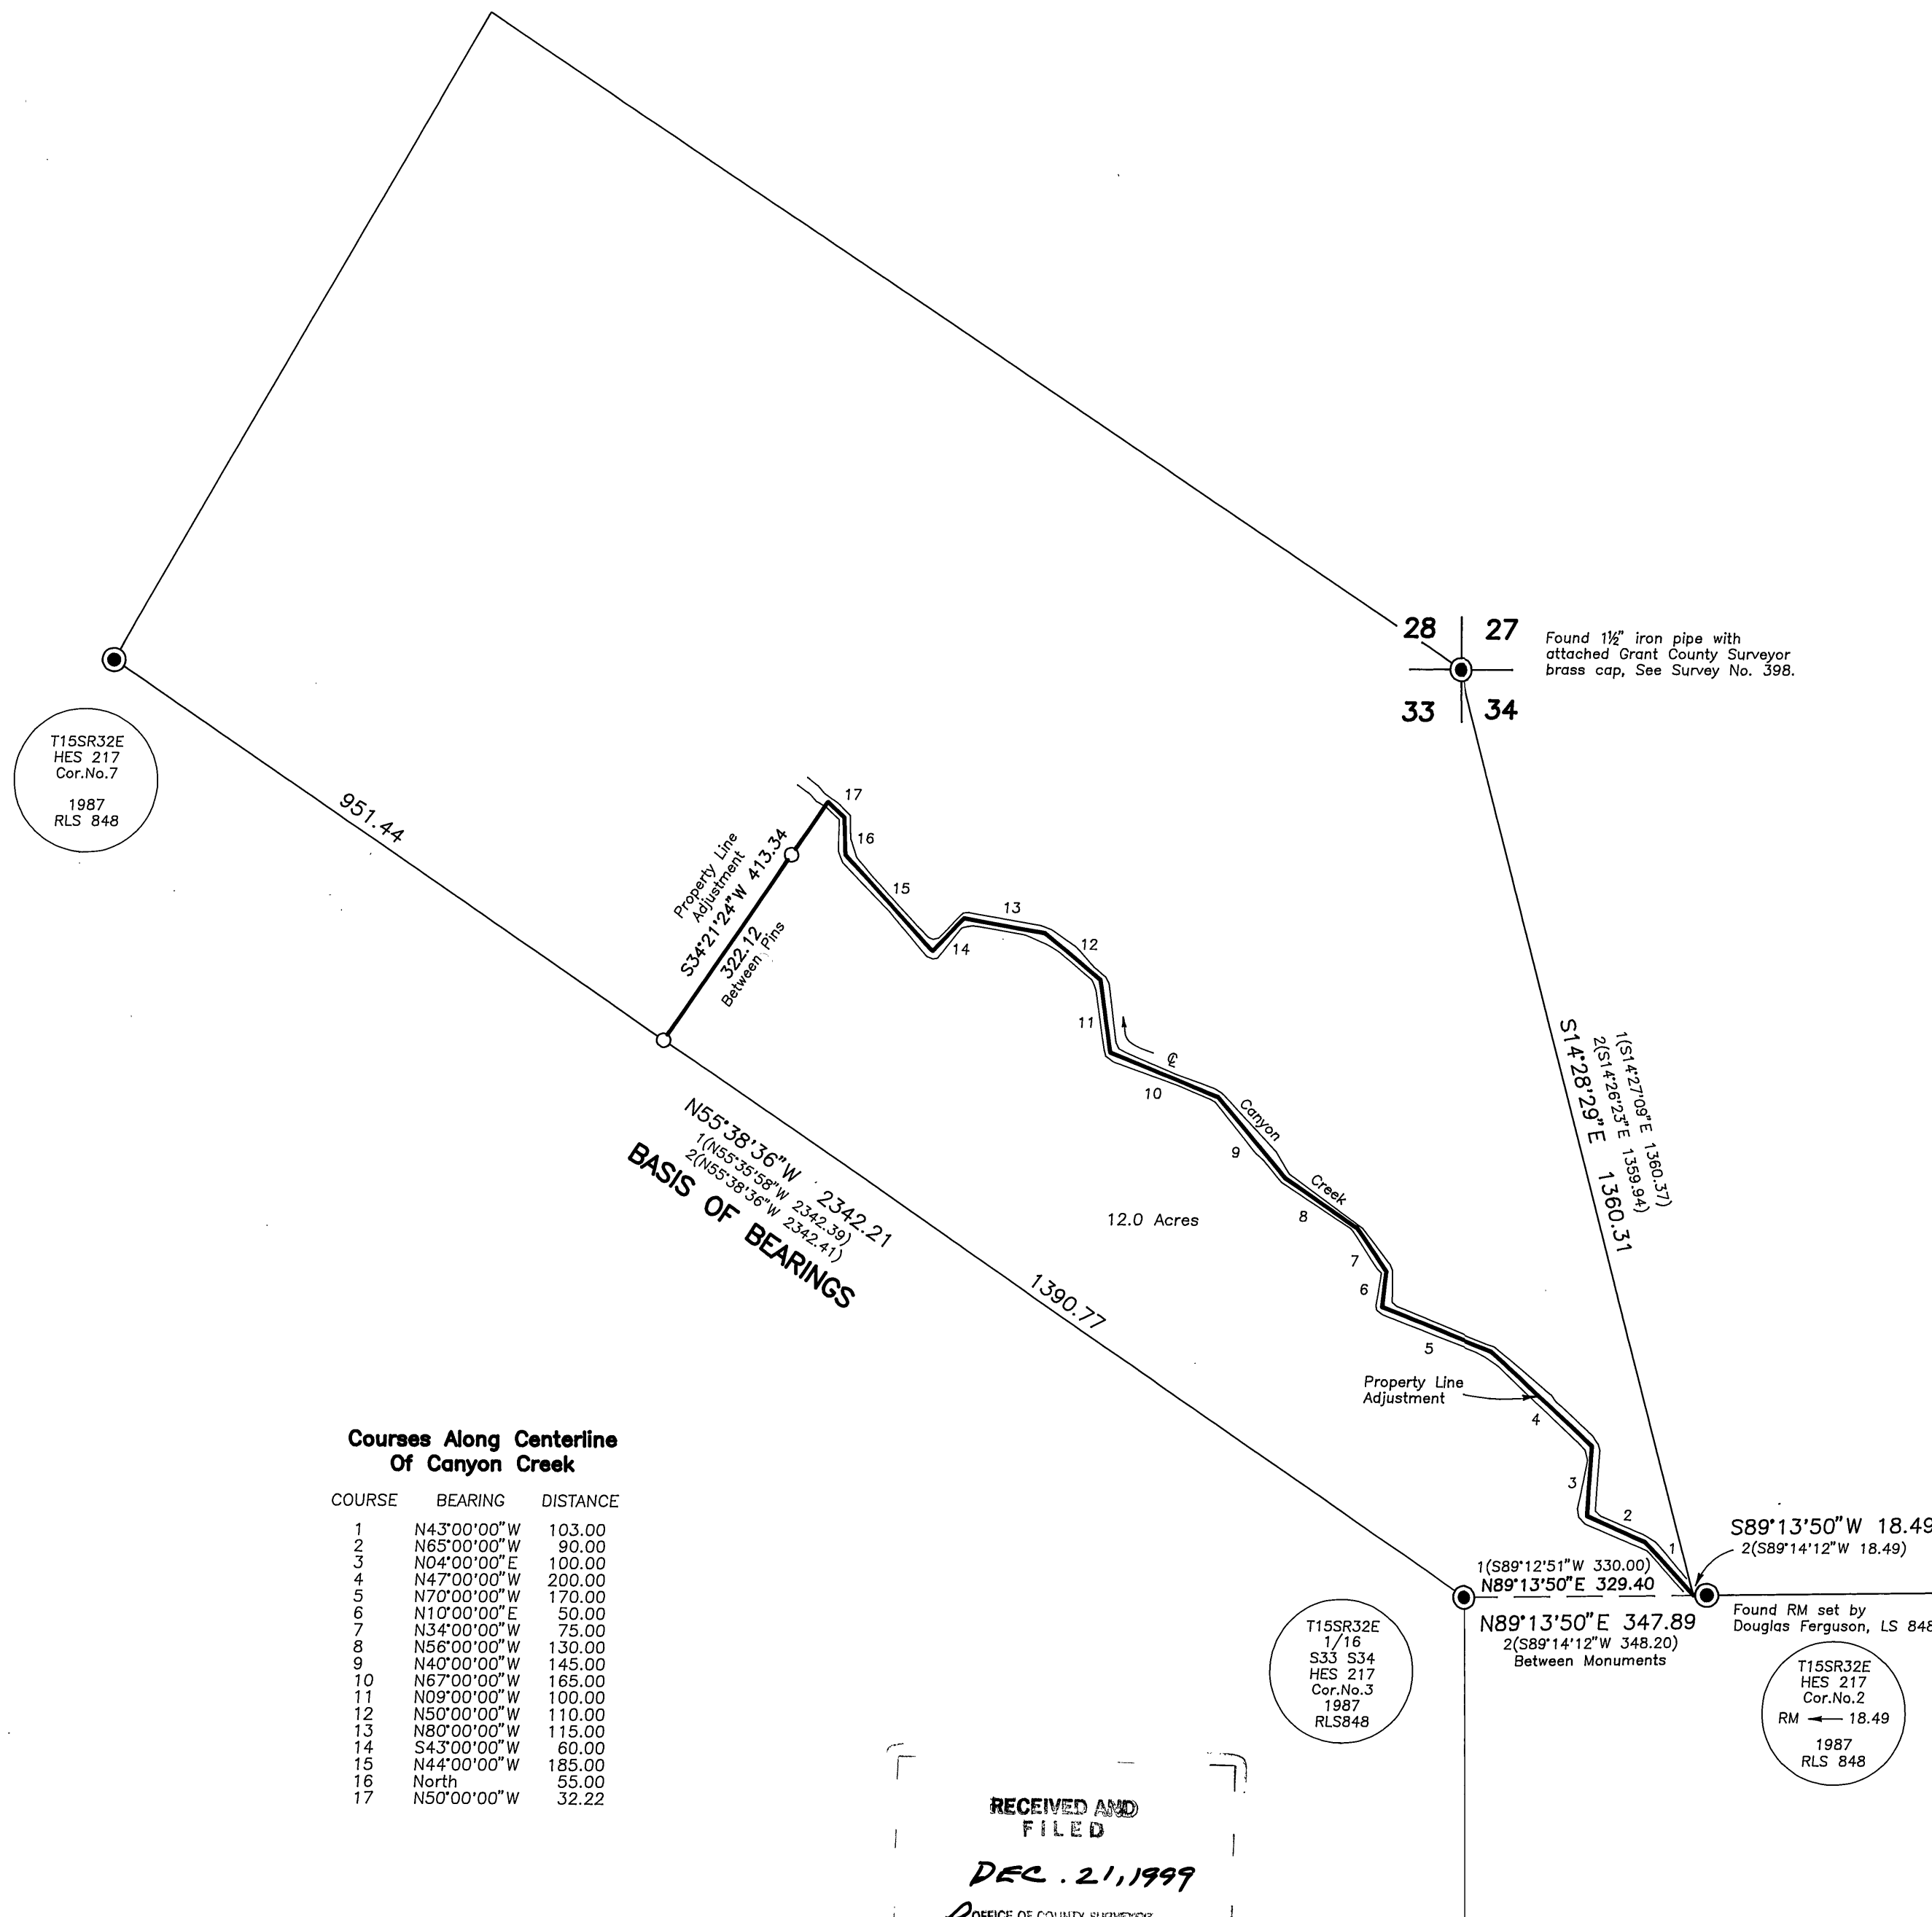 28
27
33
34
Found 1½" iron pipe with
attached Grant County Surveyor
brass cap, See Survey No. 398.
T15SR32E
HES 217
Cor.No.7
1987
RLS 848
951.44
17
16
15
14
13
12
11
10
9
8
7
6
5
4
3
2
1
Property Line
Adjustment
S34°21'24"W 413.34
322.12
Between Pins
℄
Canyon
Creek
12.0 Acres
N55°38'36"W 2342.21
1(N55°35'58"W 2342.39)
2(N55°38'36"W 2342.41)
BASIS OF BEARINGS
1390.77
1(S14°27'09"E 1360.37)
2(S14°26'23"E 1359.94)
S14°28'29"E 1360.31
Property Line
Adjustment
S89°13'50"W 18.49
2(S89°14'12"W 18.49)
1(S89°12'51"W 330.00)
N89°13'50"E 329.40
N89°13'50"E 347.89
2(S89°14'12"W 348.20)
Between Monuments
Found RM set by
Douglas Ferguson, LS 848
T15SR32E
1/16
S33 S34
HES 217
Cor.No.3
1987
RLS848
T15SR32E
HES 217
Cor.No.2
RM 18.49
1987
RLS 848
Courses Along Centerline
Of Canyon Creek
COURSE BEARING DISTANCE
1 N43°00'00"W 103.00
2 N65°00'00"W 90.00
3 N04°00'00"E 100.00
4 N47°00'00"W 200.00
5 N70°00'00"W 170.00
6 N10°00'00"E 50.00
7 N34°00'00"W 75.00
8 N56°00'00"W 130.00
9 N40°00'00"W 145.00
10 N67°00'00"W 165.00
11 N09°00'00"W 100.00
12 N50°00'00"W 110.00
13 N80°00'00"W 115.00
14 S43°00'00"W 60.00
15 N44°00'00"W 185.00
16 North 55.00
17 N50°00'00"W 32.22
RECEIVED AND
FILED
DEC. 21, 1999
OFFICE OF COUNTY SURVEYOR